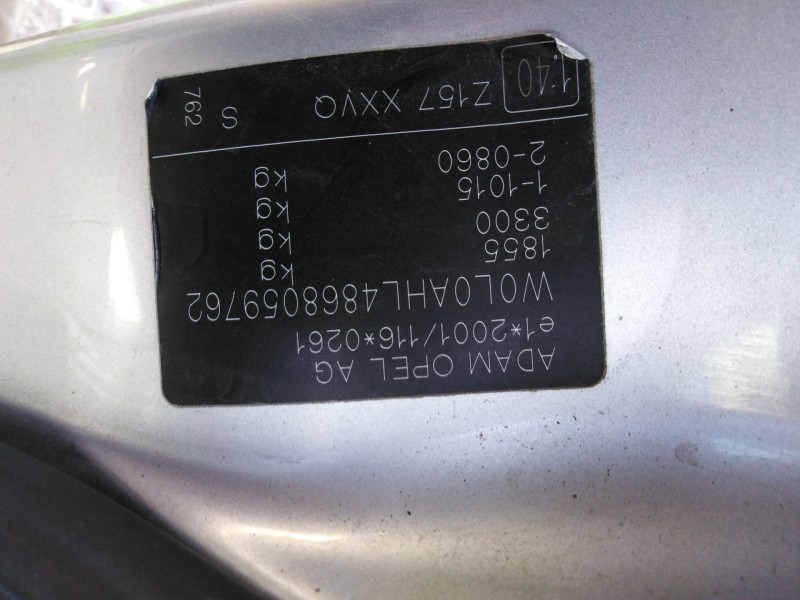 ADAM OPEL AG
e1*2001/116*0261
W0L0AHL4868059762
1855 kg
3300 kg
1-1015 kg
2-0860 kg
1.40 Z157 XXVQ S 762